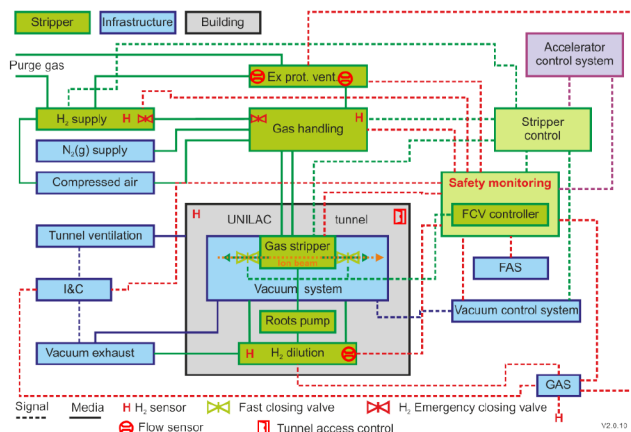 Stripper
Infrastructure
Building
Purge gas
Ex prot. vent.
Accelerator
control system
H₂ supply
H
Gas handling
H
Stripper
control
N₂(g) supply
Compressed air
Safety monitoring
FCV controller
H
UNILAC
tunnel
Tunnel ventilation
Gas stripper
Ion beam
FAS
I&C
Vacuum system
Roots pump
Vacuum control system
Vacuum exhaust
H
H₂ dilution
GAS
Signal
Media
H H₂ sensor
Fast closing valve
H₂ Emergency closing valve
H
Flow sensor
Tunnel access control
V2.0.10